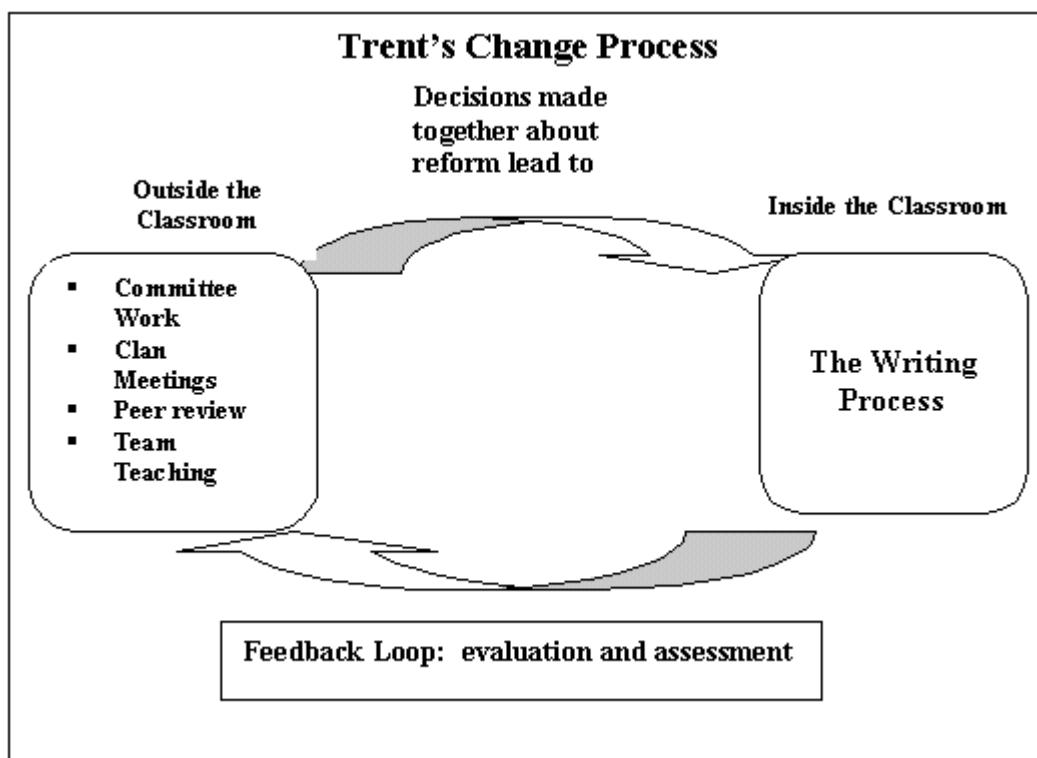 Trent's Change Process
Decisions made
together about
reform lead to
Outside the
Classroom
Inside the Classroom
▪ Committee
Work
▪ Clan
Meetings
▪ Peer review
▪ Team
Teaching
The Writing
Process
Feedback Loop:  evaluation and assessment